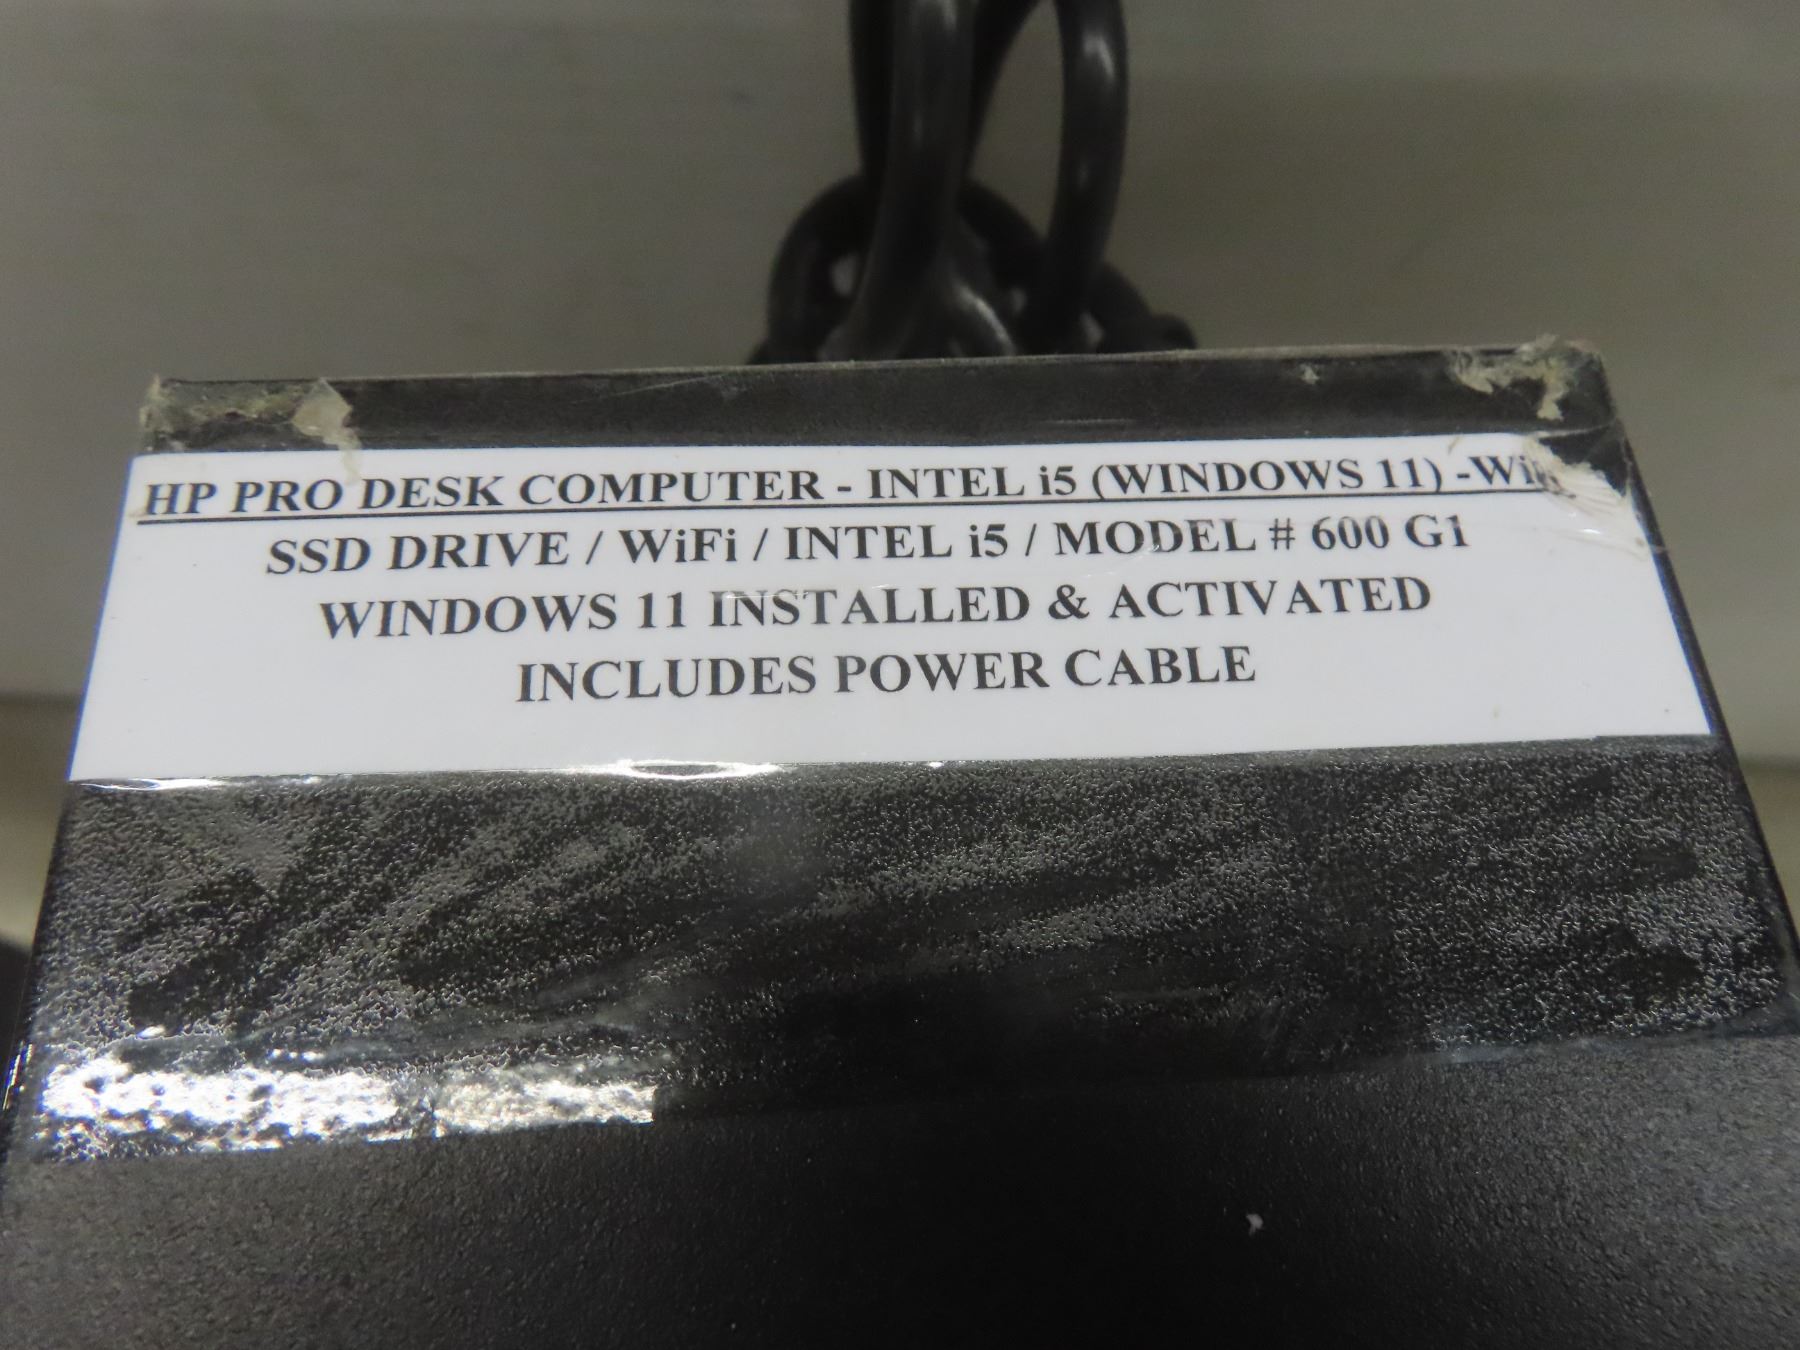 HP PRO DESK COMPUTER - INTEL i5 (WINDOWS 11) -
SSD DRIVE / WiFi / INTEL i5 / MODEL # 600 G1
WINDOWS 11 INSTALLED & ACTIVATED
INCLUDES POWER CABLE